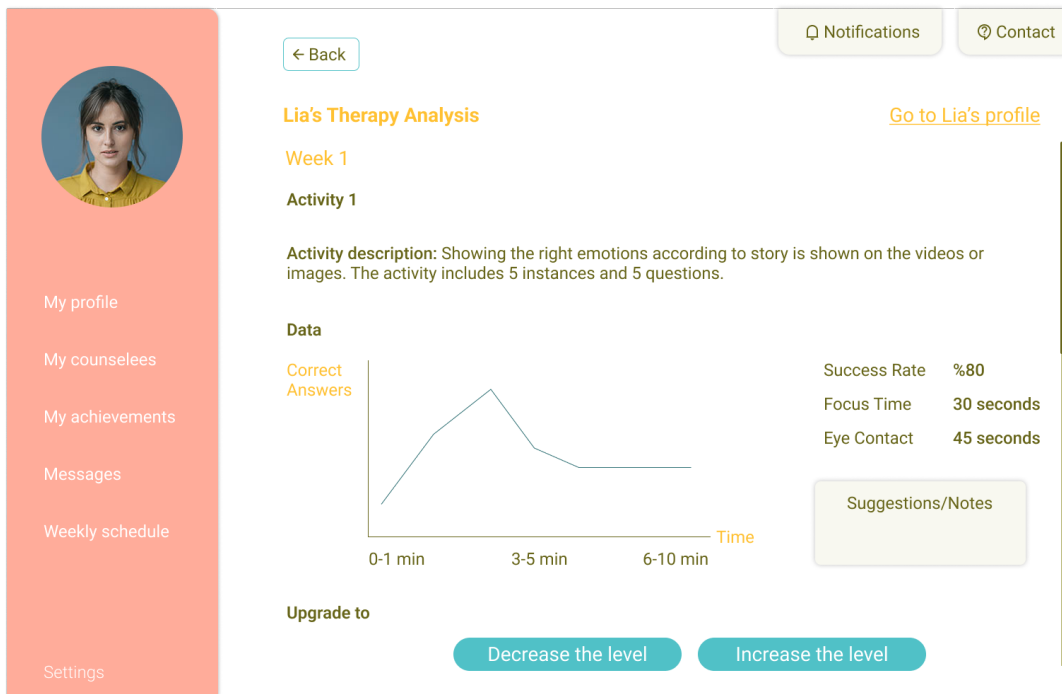 Notifications
Contact
← Back
Lia's Therapy Analysis
Go to Lia's profile
Week 1
Activity 1
Activity description: Showing the right emotions according to story is shown on the videos or
images. The activity includes 5 instances and 5 questions.
My profile
My counselees
My achievements
Messages
Weekly schedule
Settings
Data
Correct
Answers
Time
0-1 min
3-5 min
6-10 min
Success Rate %80
Focus Time 30 seconds
Eye Contact 45 seconds
Suggestions/Notes
Upgrade to
Decrease the level
Increase the level